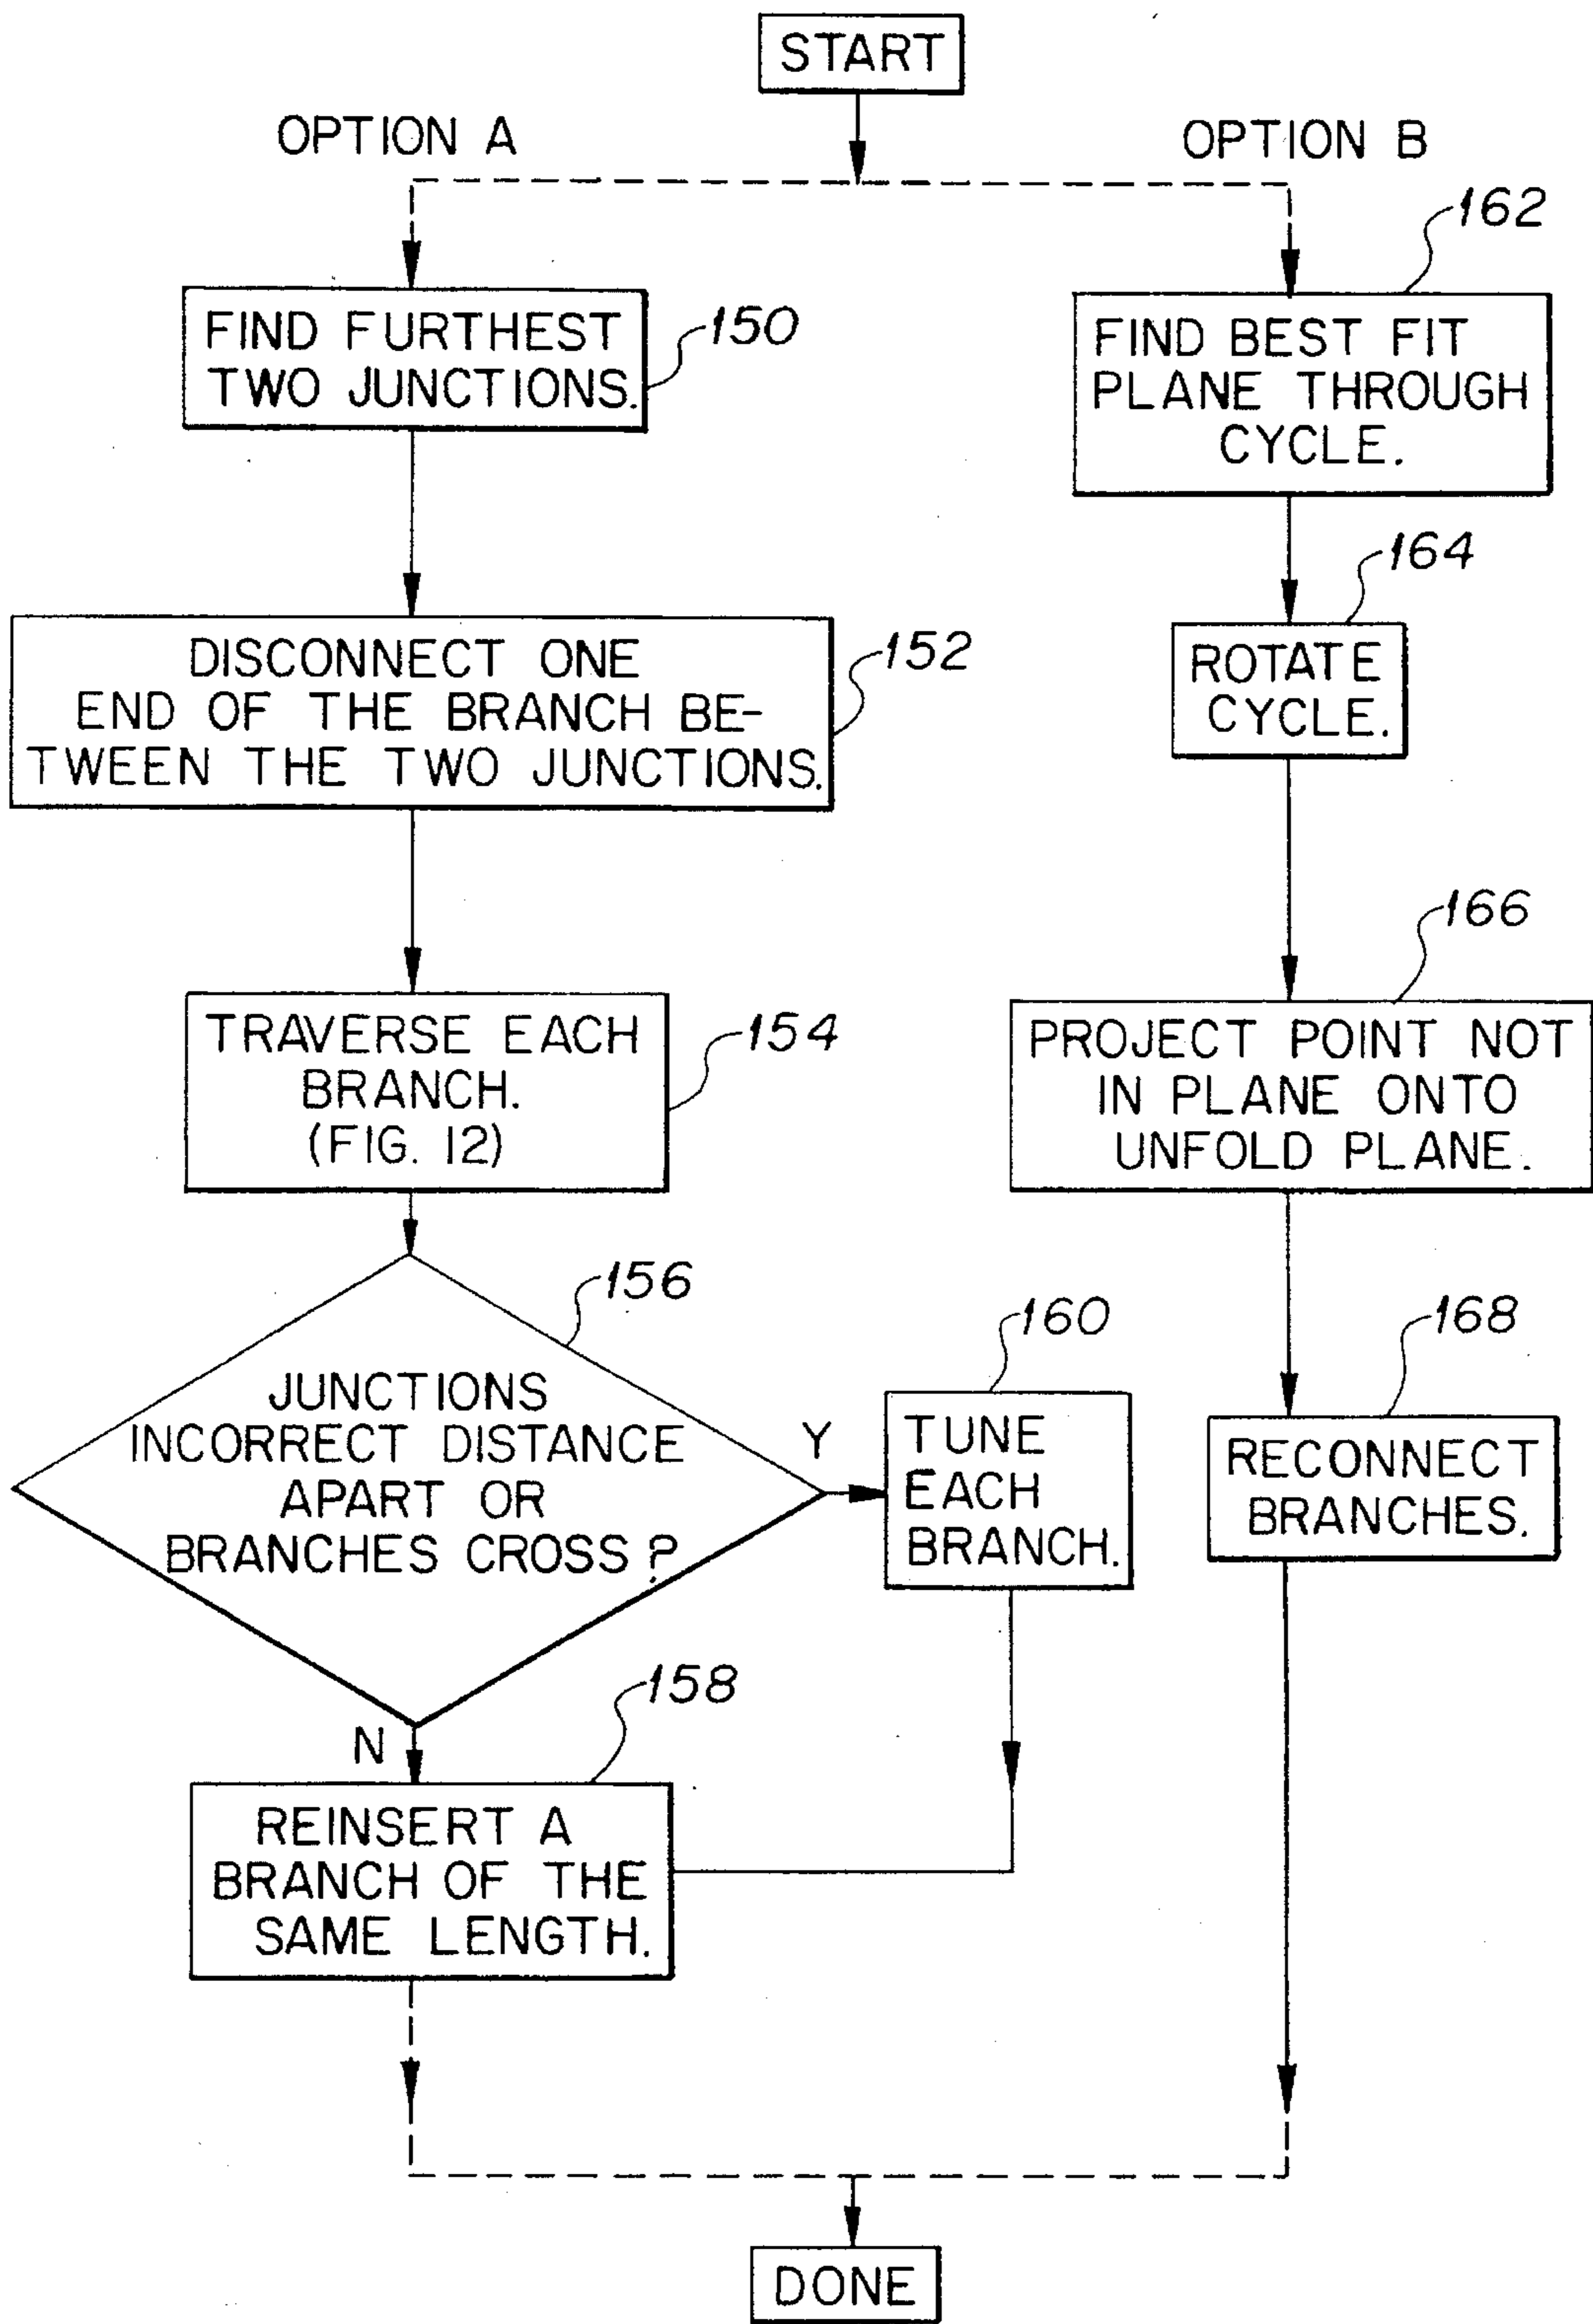 START
OPTION A
OPTION B
162
FIND FURTHEST
TWO JUNCTIONS.
150
FIND BEST FIT
PLANE THROUGH
CYCLE.
164
DISCONNECT ONE
END OF THE BRANCH BE-
TWEEN THE TWO JUNCTIONS.
152
ROTATE
CYCLE.
166
TRAVERSE EACH
BRANCH.
(FIG. 12)
154
PROJECT POINT NOT
IN PLANE ONTO
UNFOLD PLANE.
156
160
168
JUNCTIONS
INCORRECT DISTANCE
APART OR
BRANCHES CROSS?
Y
TUNE
EACH
BRANCH.
RECONNECT
BRANCHES.
N
158
REINSERT A
BRANCH OF THE
SAME LENGTH.
DONE